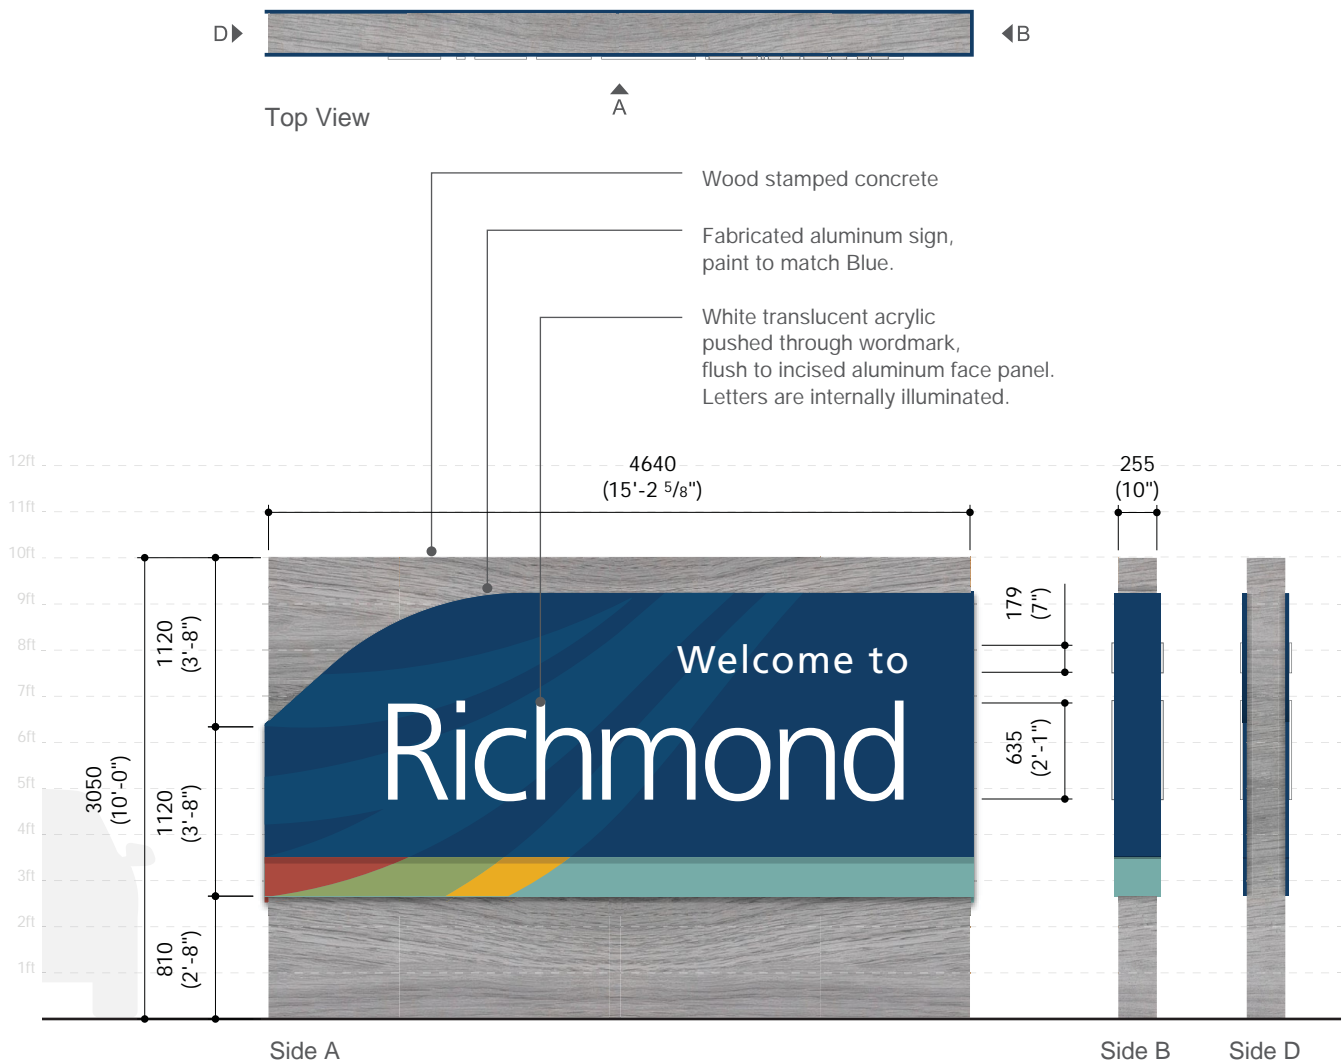 D
B
A
Top View
Wood stamped concrete
Fabricated aluminum sign,
paint to match Blue.
White translucent acrylic
pushed through wordmark,
flush to incised aluminum face panel.
Letters are internally illuminated.
12ft
11ft
10ft
9ft
8ft
7ft
6ft
5ft
4ft
3ft
2ft
1ft
4640
(15'-2 5/8")
255
(10")
3050
(10'-0")
1120
(3'-8")
1120
(3'-8")
810
(2'-8")
179
(7")
635
(2'-1")
Welcome to
Richmond
Side A
Side B
Side D